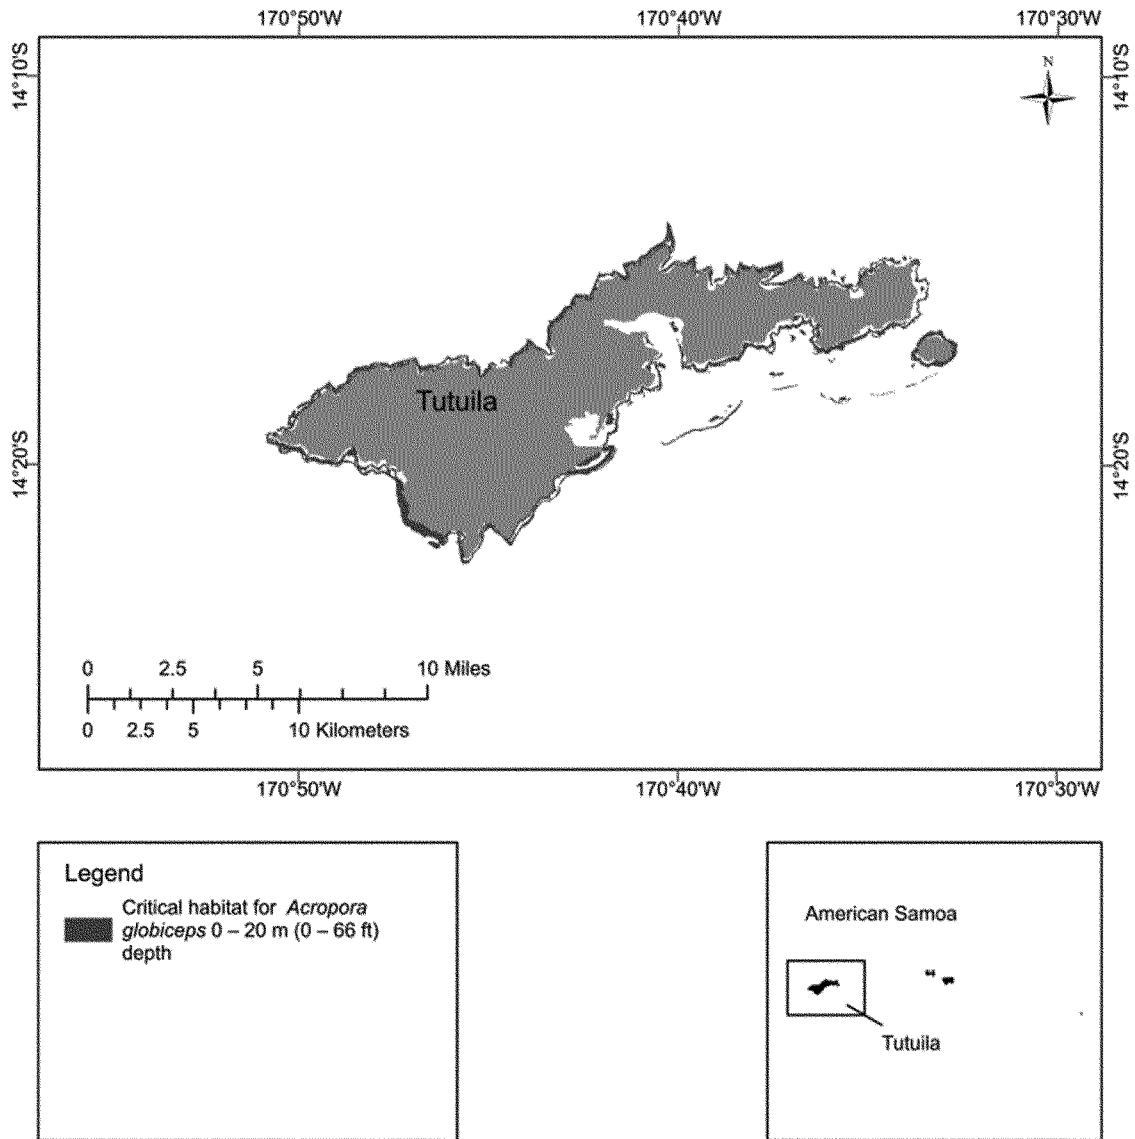 170°50'W 170°40'W 170°30'W
14°10'S 14°10'S
N
Tutuila
14°20'S 14°20'S
0 2.5 5 10 Miles
0 2.5 5 10 Kilometers
170°50'W 170°40'W 170°30'W
Legend
Critical habitat for Acropora
globiceps 0 – 20 m (0 – 66 ft)
depth
American Samoa
Tutuila